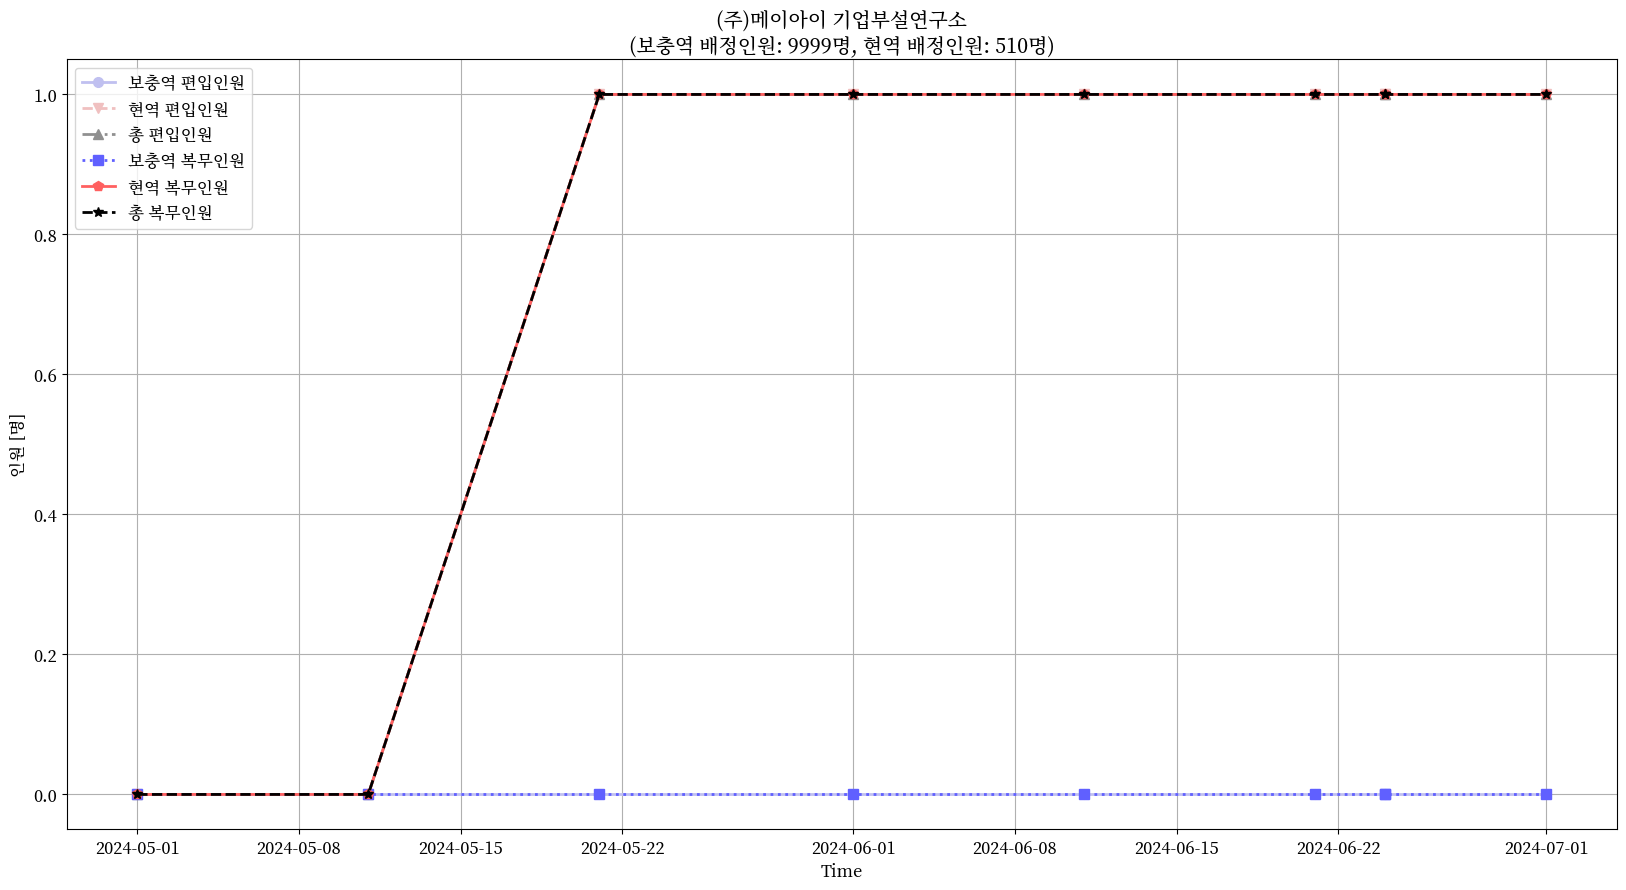 (주)메이아이 기업부설연구소
(보충역 배정인원: 9999명, 현역 배정인원: 510명)
보충역 편입인원
현역 편입인원
총 편입인원
보충역 복무인원
현역 복무인원
총 복무인원
1.0
0.8
0.6
0.4
0.2
0.0
인원 [명]
2024-05-01
2024-05-08
2024-05-15
2024-05-22
2024-06-01
2024-06-08
2024-06-15
2024-06-22
2024-07-01
Time